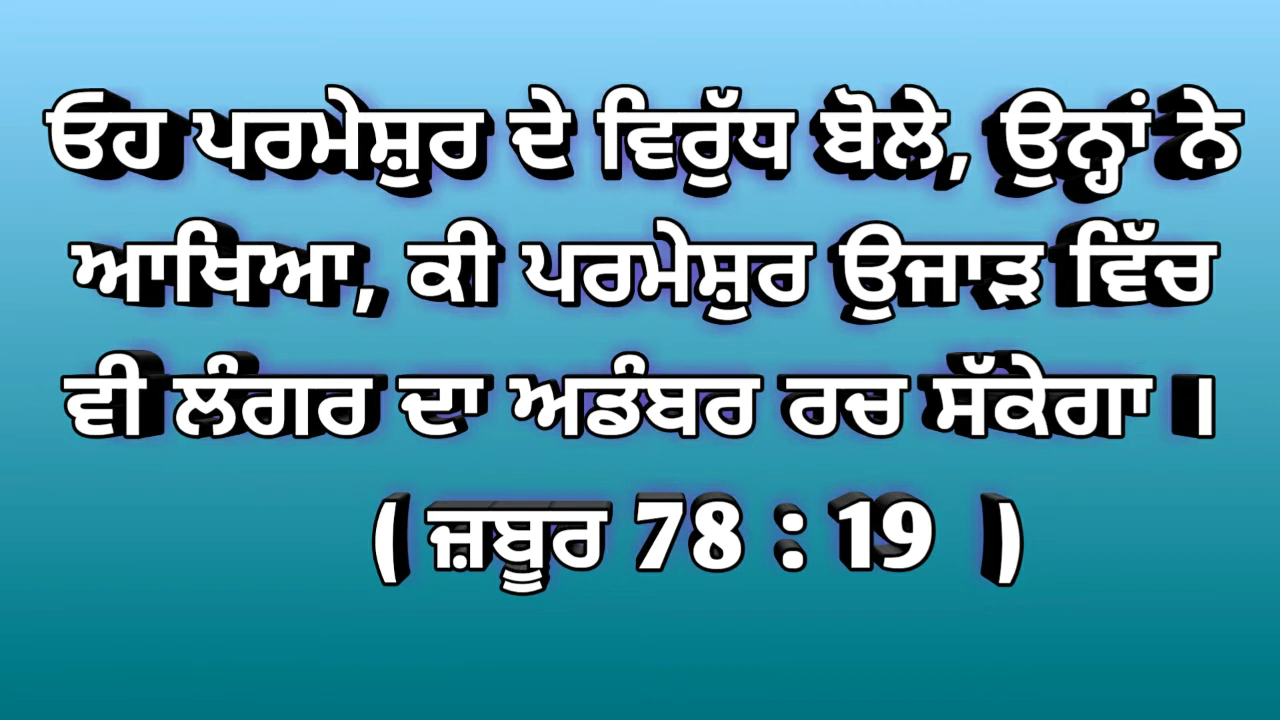 ਓਹ ਪਰਮੇਸ਼ੁਰ ਦੇ ਵਿਰੁੱਧ ਬੋਲੇ, ਉਨ੍ਹਾਂ ਨੇ
ਆਖਿਆ, ਕੀ ਪਰਮੇਸ਼ੁਰ ਉਜਾੜ ਵਿੱਚ
ਵੀ ਲੰਗਰ ਦਾ ਅਡੰਬਰ ਰਚ ਸੱਕੇਗਾ ।
( ਜ਼ਬੂਰ 78 : 19 )